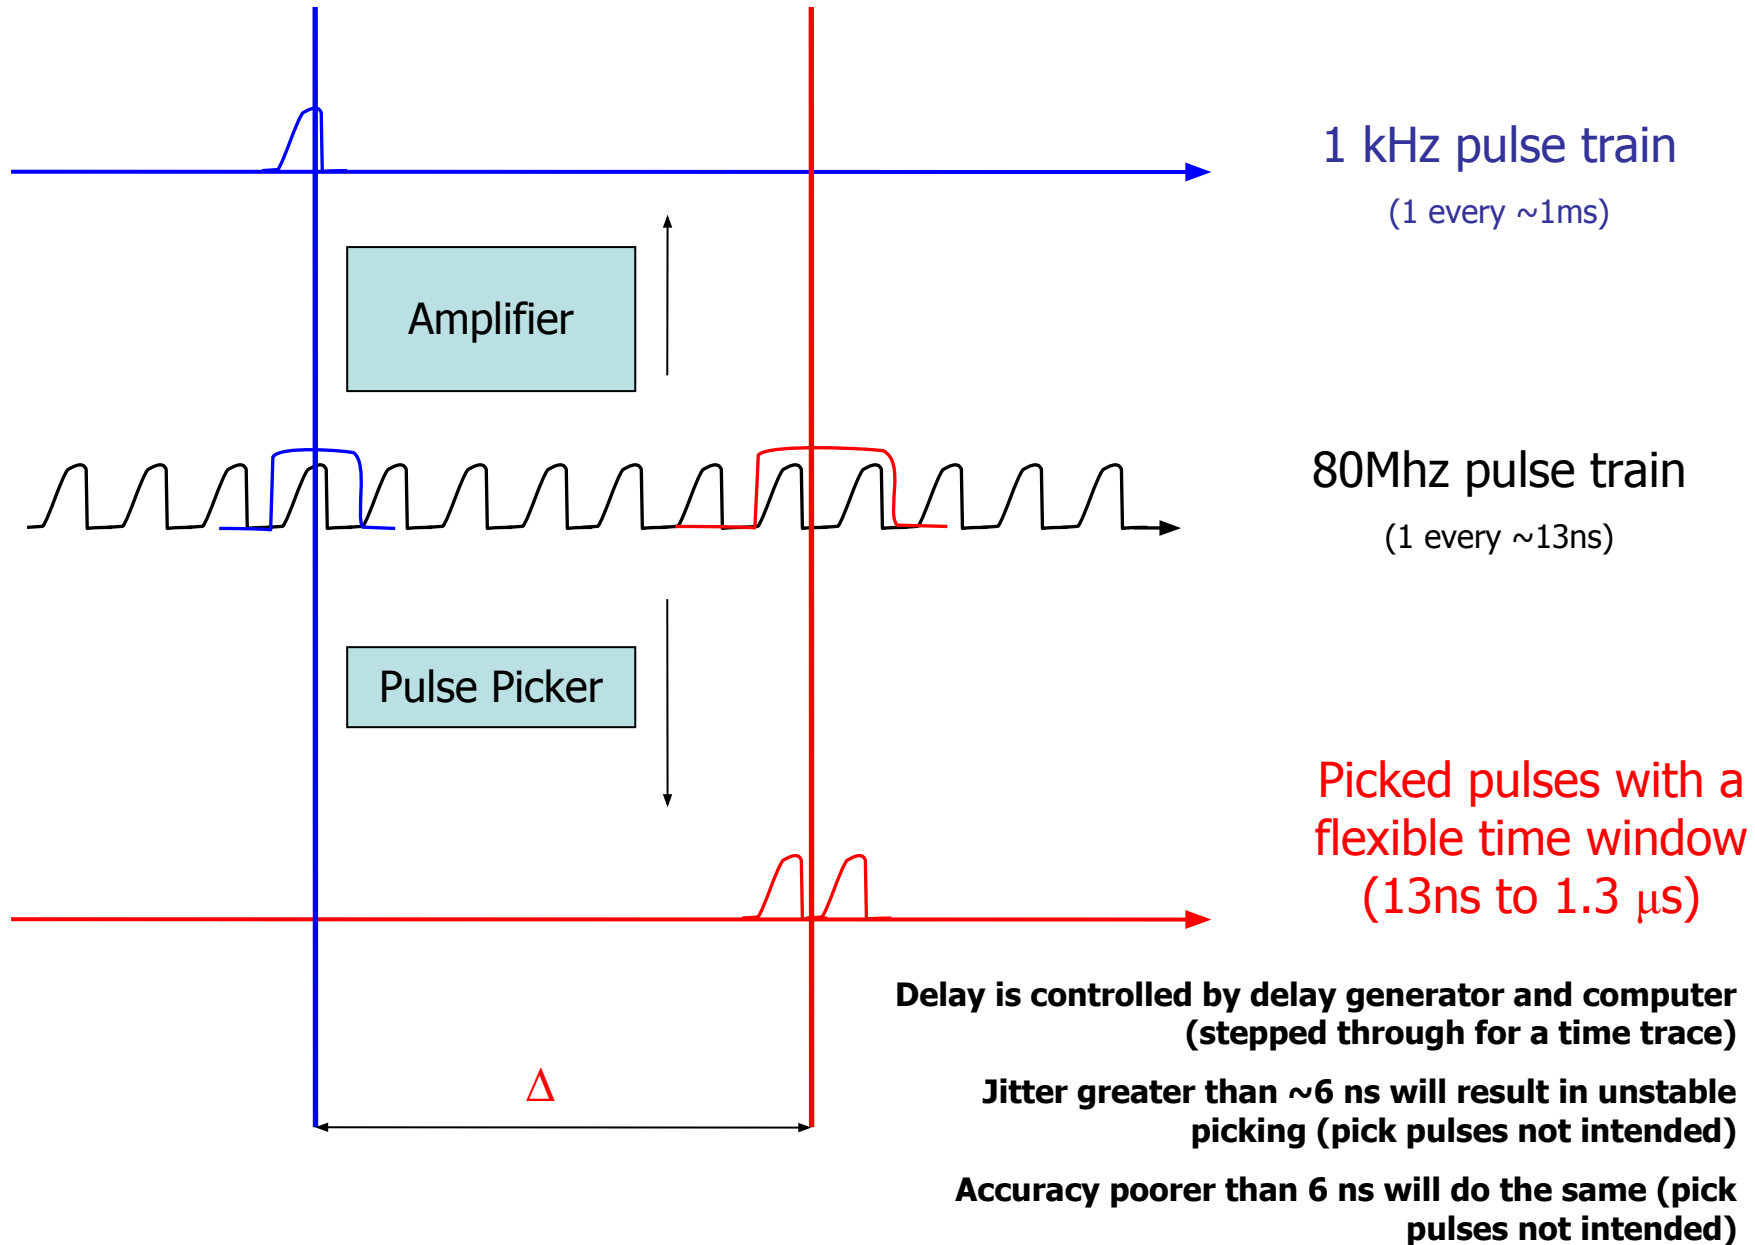 1 kHz pulse train
(1 every ~1ms)
Amplifier
80Mhz pulse train
(1 every ~13ns)
Pulse Picker
Picked pulses with a
flexible time window
(13ns to 1.3 μs)
Delay is controlled by delay generator and computer
(stepped through for a time trace)
Δ
Jitter greater than ~6 ns will result in unstable
picking (pick pulses not intended)
Accuracy poorer than 6 ns will do the same (pick
pulses not intended)